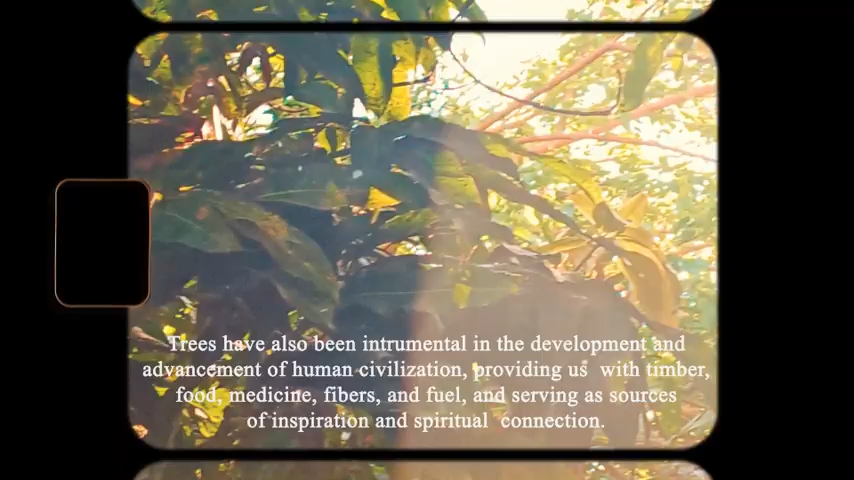 Trees have also been intrumental in the development and
advancement of human civilization, providing us  with timber,
food, medicine, fibers, and fuel, and serving as sources
of inspiration and spiritual  connection.